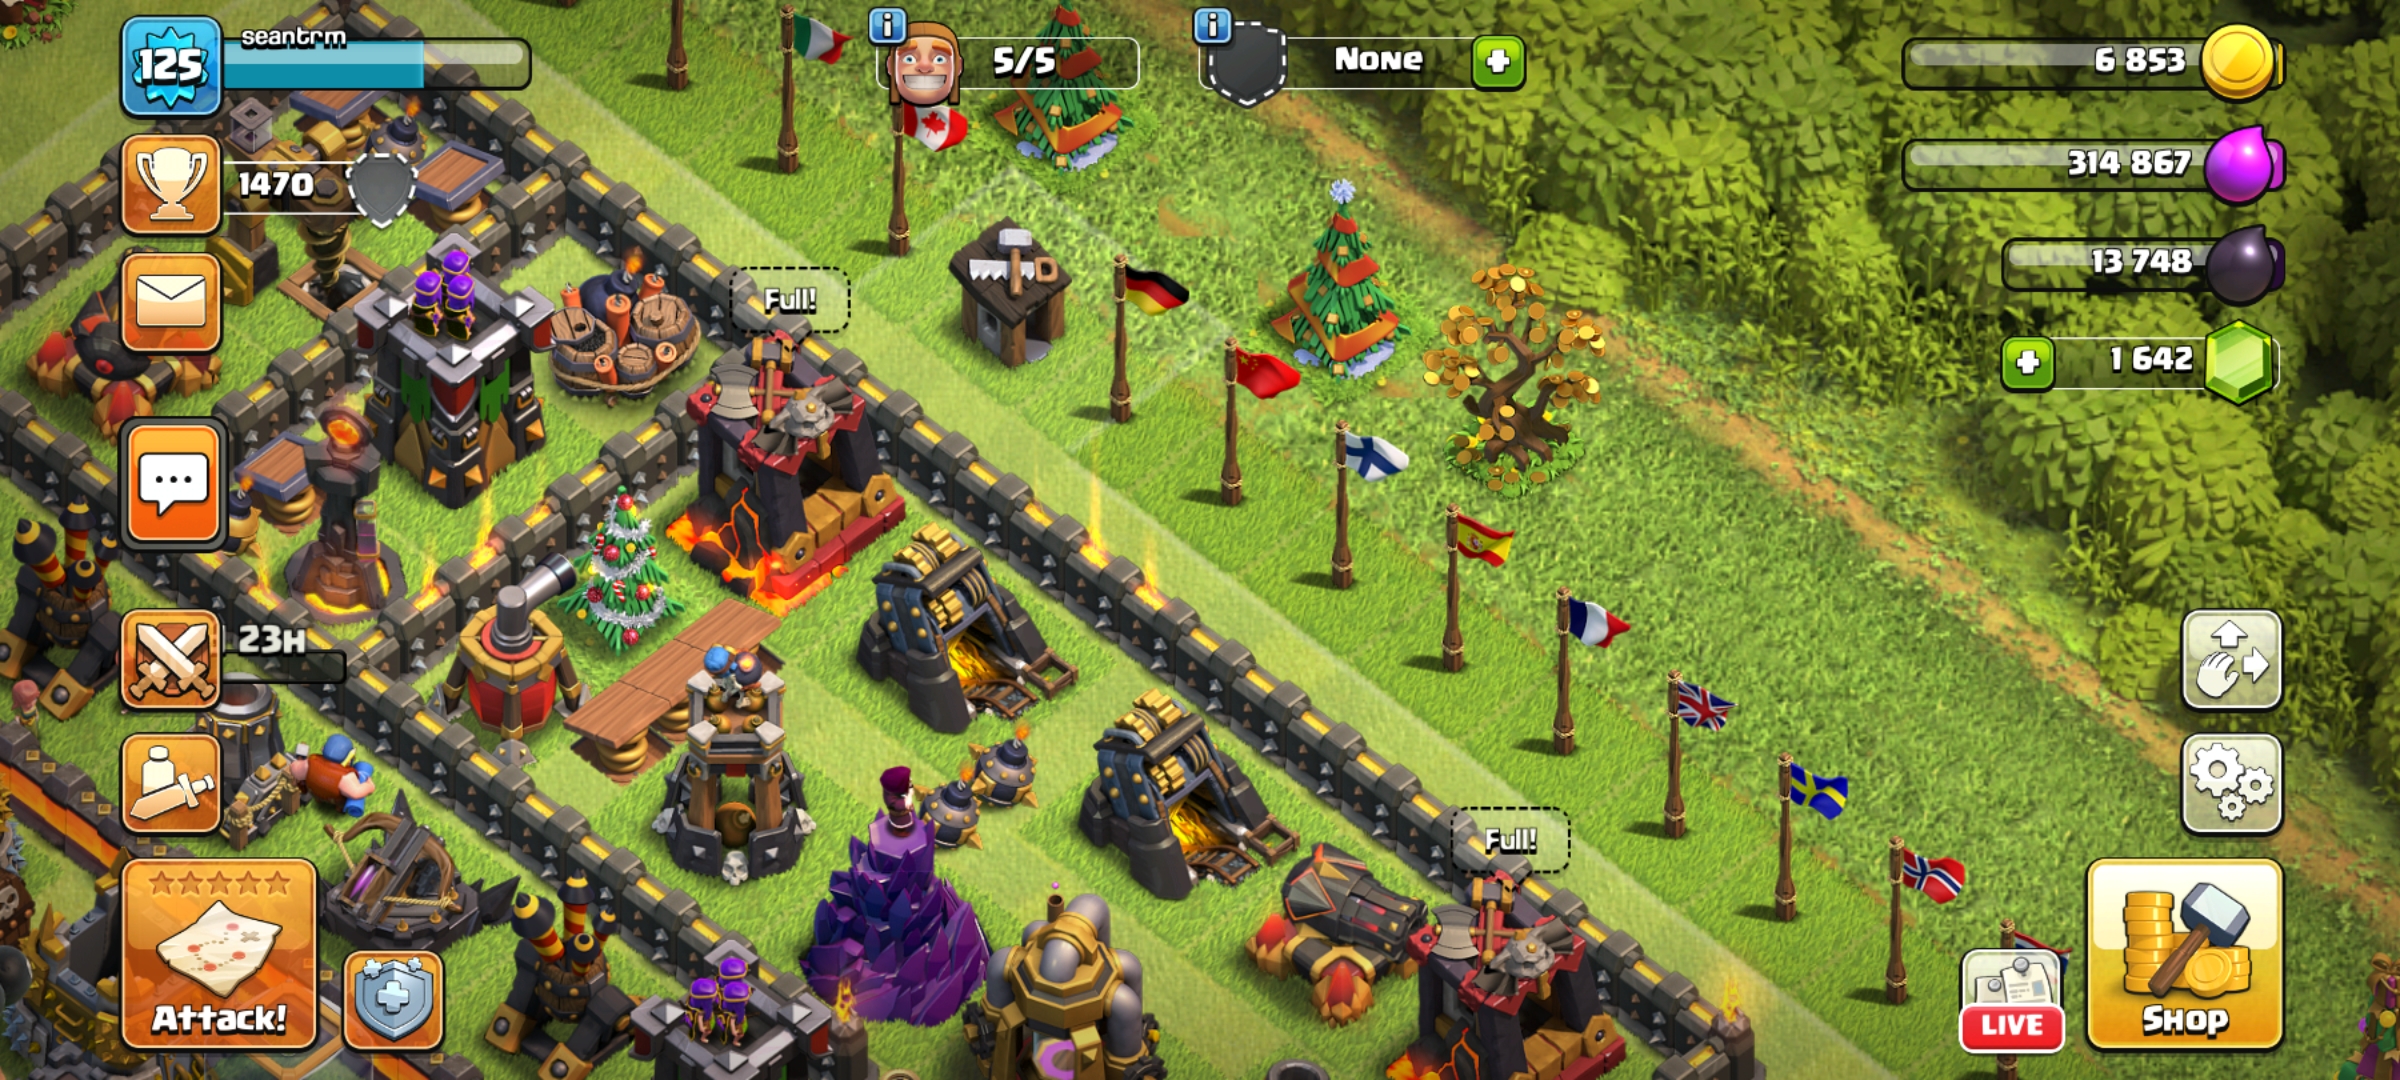 125
seantrm
i
5/5
i
None
6 853
1470
314 867
13 748
Full!
1 642
23H
Full!
Attack!
LIVE
Shop